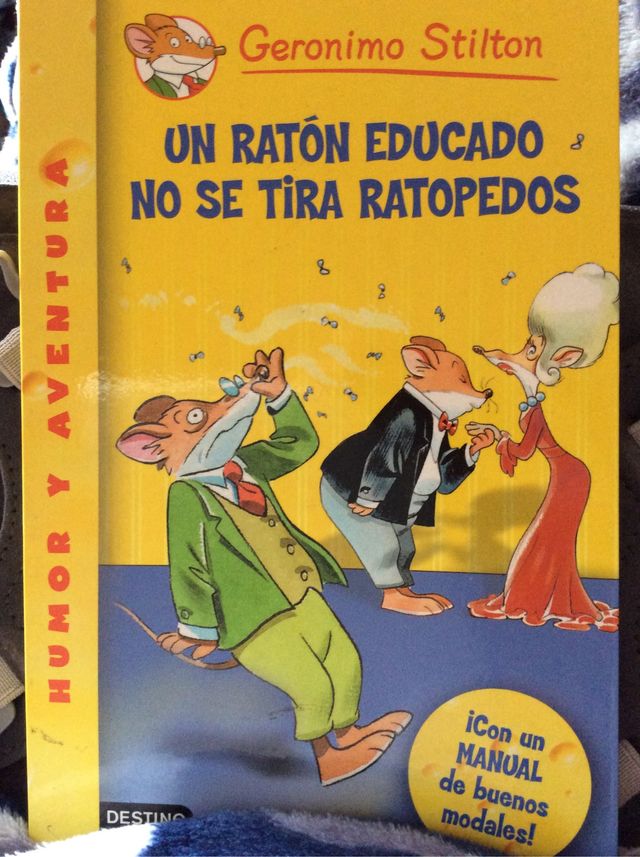 Geronimo Stilton
UN RATÓN EDUCADO
NO SE TIRA RATOPEDOS
HUMOR Y AVENTURA
¡Con un
MANUAL
de buenos
modales!
DESTINO